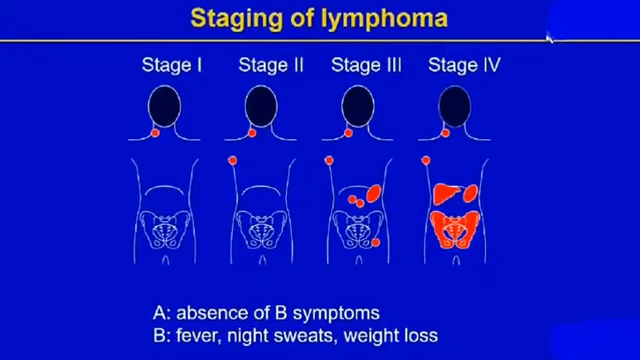 Staging of lymphoma
Stage I
Stage II
Stage III
Stage IV
A: absence of B symptoms
B: fever, night sweats, weight loss